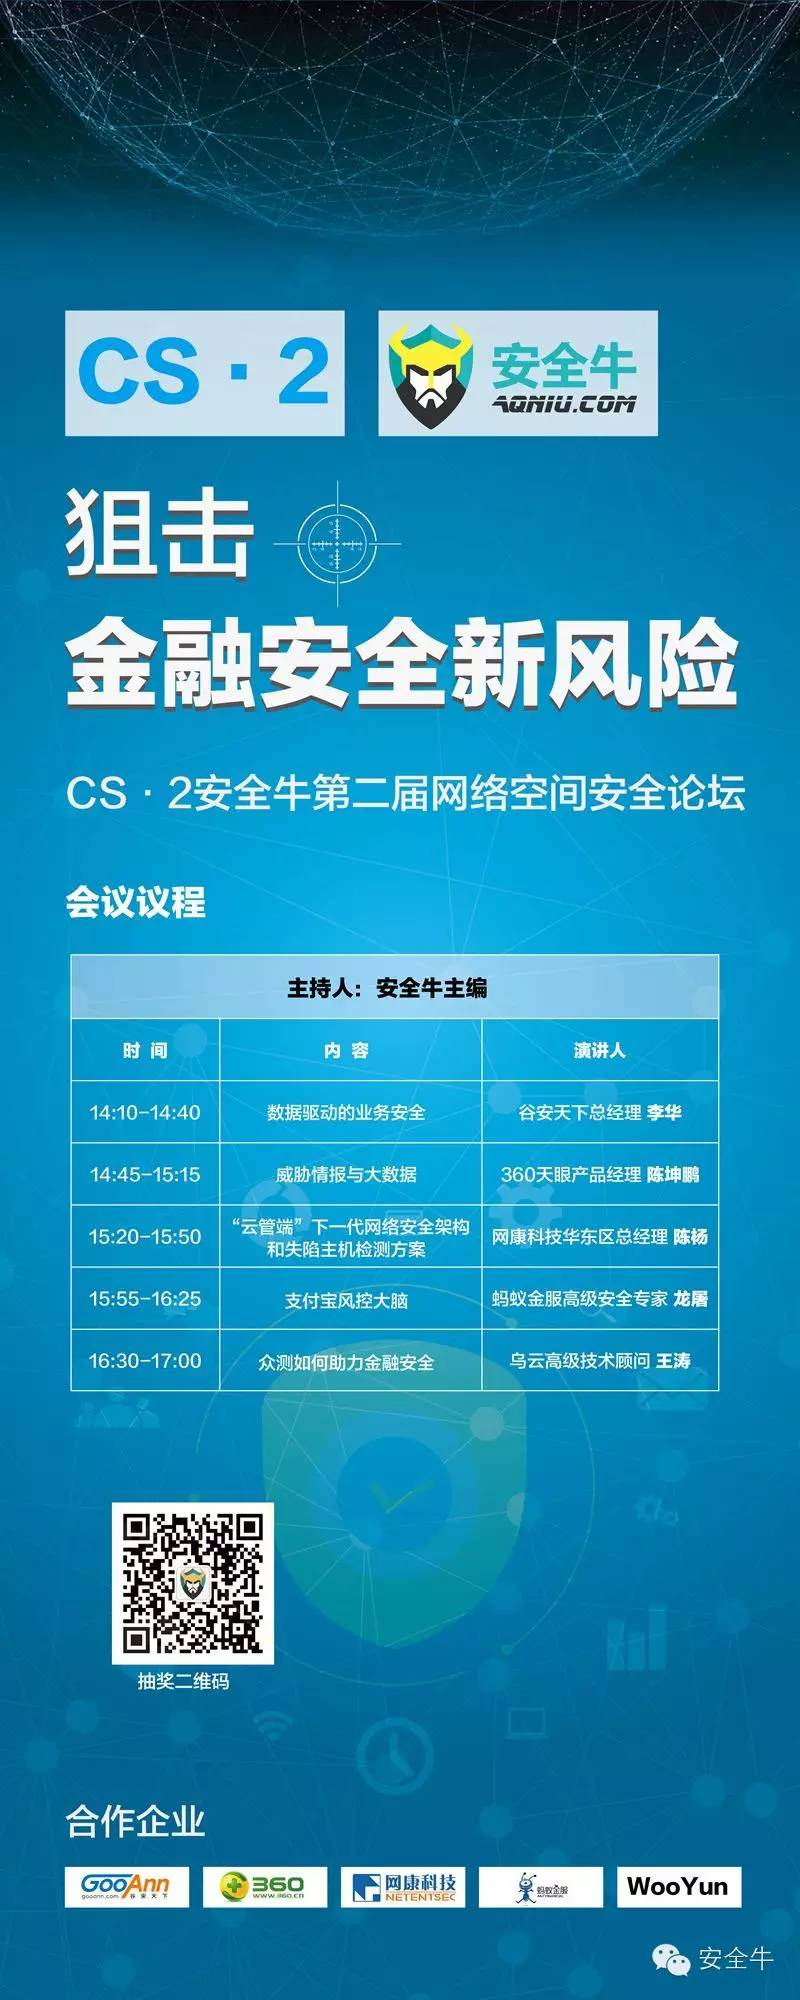 CS · 2
安全牛
AQNIU.COM
狙击
金融安全新风险
CS · 2安全牛第二届网络空间安全论坛
会议议程
主持人：安全牛主编
时 间 内 容 演讲人
14:10-14:40 数据驱动的业务安全 谷安天下总经理 李华
14:45-15:15 威胁情报与大数据 360天眼产品经理 陈坤鹏
15:20-15:50 “云管端”下一代网络安全架构
和失陷主机检测方案 网康科技华东区总经理 陈杨
15:55-16:25 支付宝风控大脑 蚂蚁金服高级安全专家 龙屠
16:30-17:00 众测如何助力金融安全 乌云高级技术顾问 王涛
抽奖二维码
合作企业
GooAnn
gooann.com 谷安天下
360
www.360.cn
网康科技
NETENTSEC
蚂蚁金服
ANT FINANCIAL
WooYun
安全牛